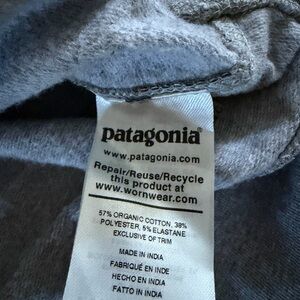 patagonia®
www.patagonia.com
Repair/Reuse/Recycle
this product at
www.wornwear.com
57% ORGANIC COTTON, 38%
POLYESTER, 5% ELASTANE
EXCLUSIVE OF TRIM
MADE IN INDIA
FABRIQUÉ EN INDE
HECHO EN INDIA
FATTO IN INDIA